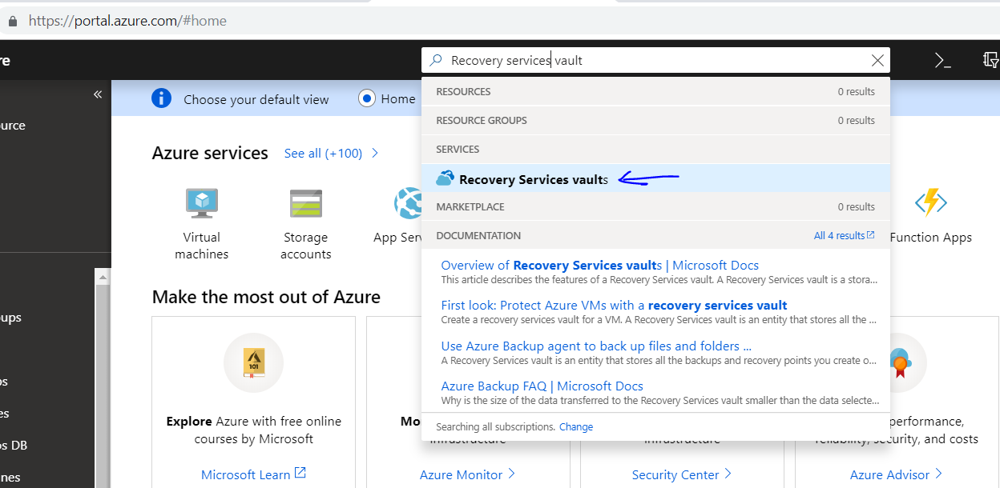 https://portal.azure.com/#home
re
Recovery services vault
«
Choose your default view
Home
RESOURCES
0 results
RESOURCE GROUPS
0 results
SERVICES
Recovery Services vaults
MARKETPLACE
0 results
DOCUMENTATION
All 4 results
Overview of Recovery Services vaults | Microsoft Docs
This article describes the features of a Recovery Services vault. A Recovery Services vault is a stora...
First look: Protect Azure VMs with a recovery services vault
Create a recovery services vault for a VM. A Recovery Services vault is an entity that stores all the ...
Use Azure Backup agent to back up files and folders ...
A Recovery Services vault is an entity that stores all the backups and recovery points you create o...
Azure Backup FAQ | Microsoft Docs
Why is the size of the data transferred to the Recovery Services vault smaller than the data selecte...
Searching all subscriptions. Change
ource
oups
os
es
os DB
nes
Azure services
See all (+100)
Virtual
machines
Storage
accounts
App Serv
Function Apps
Make the most out of Azure
101
Explore Azure with free online
courses by Microsoft
Microsoft Learn
Mo
infrastructure
Azure Monitor
infrastructure
Security Center
performance,
reliability, security, and costs
Azure Advisor